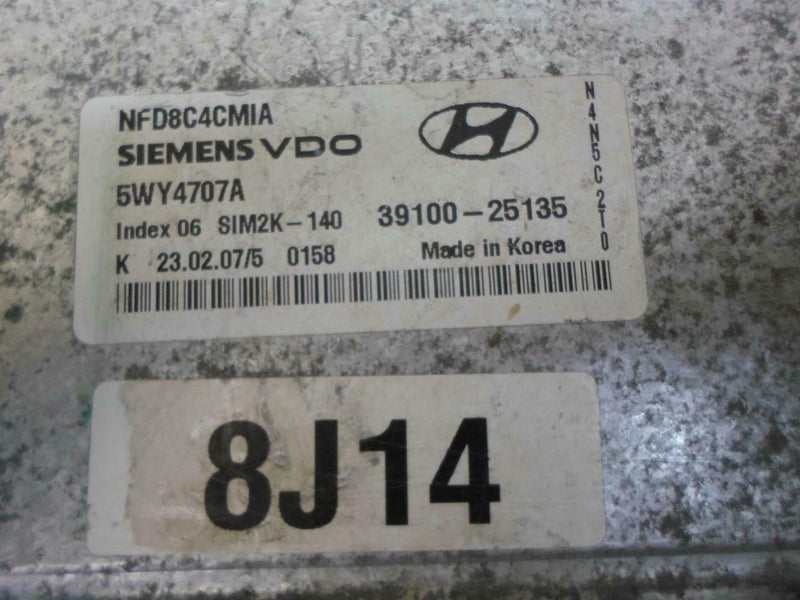 NFD8C4CMIA
SIEMENS VDO
5WY4707A
Index 06 SIM2K-140 39100-25135
K 23.02.07/5 0158 Made in Korea
N4N5C2T0
8J14